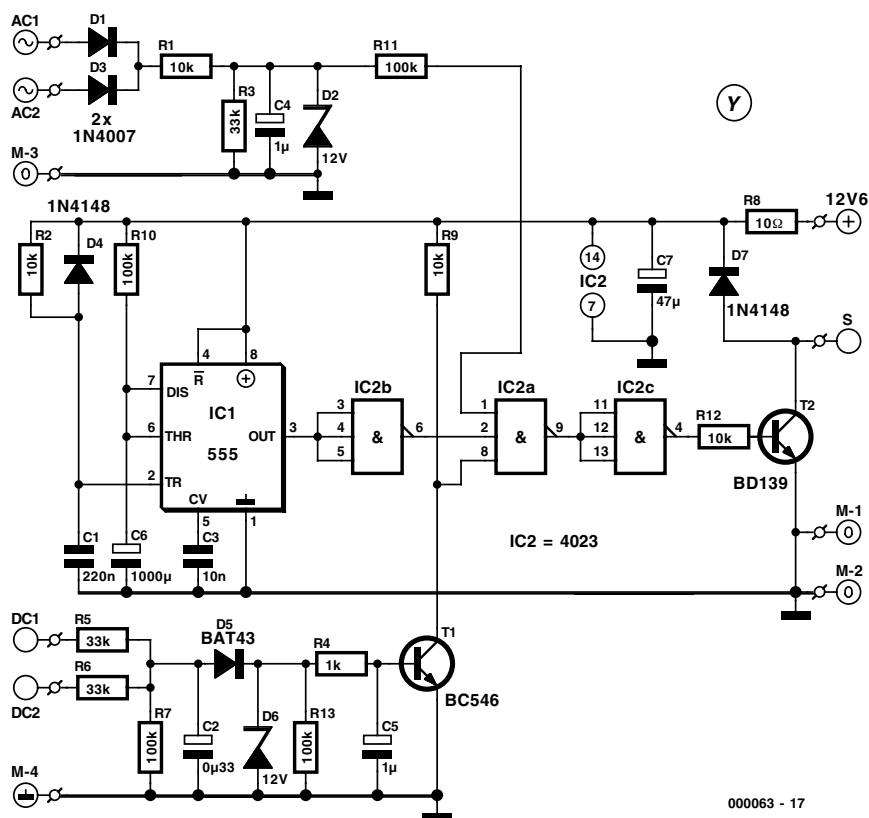 AC1
D1
R1
10k
R11
100k
D3
AC2
2x
1N4007
R3
33k
C4
1µ
D2
12V
Y
M-3
0
1N4148
R8
10Ω
12V6
+
R2
10k
D4
R10
100k
R9
10k
14
IC2
7
C7
47µ
D7
1N4148
S
4
8
R
+
7
DIS
IC1
6
THR
555
OUT
3
2
TR
CV
5
1
IC2b
3
4
5
&
6
IC2a
1
2
8
&
9
IC2c
11
12
13
&
4
R12
10k
T2
BD139
C1
220n
C6
1000µ
C3
10n
IC2 = 4023
M-1
0
M-2
0
DC1
R5
33k
R6
33k
DC2
D5
BAT43
R4
1k
T1
BC546
R7
100k
C2
0µ33
D6
12V
R13
100k
C5
1µ
M-4
000063 - 17